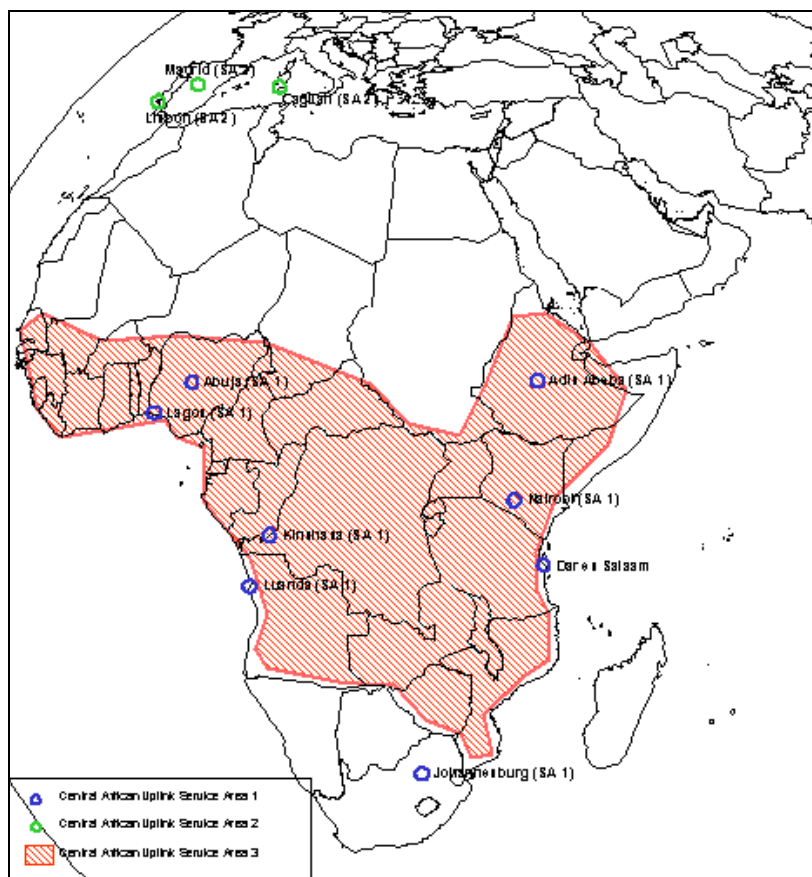 Madrid (SA 2)
Cagliari (SA 2)
Lisbon (SA 2)
Abuja (SA 1)
Adis Abeba (SA 1)
Lagos (SA 1)
Nairobi (SA 1)
Kinshasa (SA 1)
Dar es Salaam
Luanda (SA 1)
Johannesburg (SA 1)
Central African Uplink Service Area 1
Central African Uplink Service Area 2
Central African Uplink Service Area 3